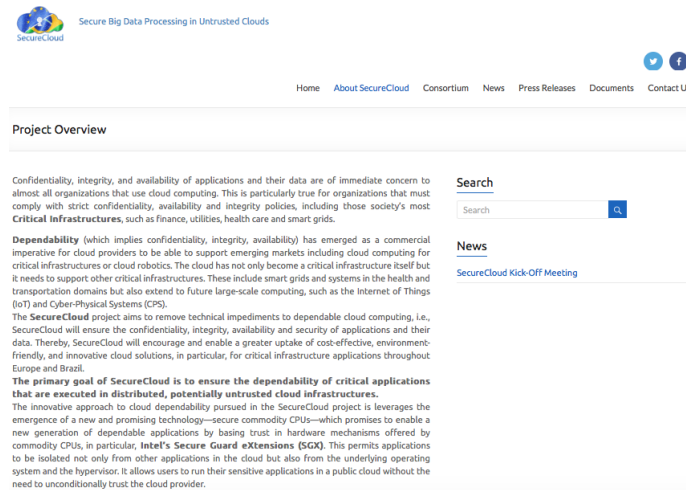 Secure Big Data Processing in Untrusted Clouds
SecureCloud
Home About SecureCloud Consortium News Press Releases Documents Contact U
Project Overview
Confidentiality, integrity, and availability of applications and their data are of immediate concern to
almost all organizations that use cloud computing. This is particularly true for organizations that must
comply with strict confidentiality, availability and integrity policies, including those society's most
Critical Infrastructures, such as finance, utilities, health care and smart grids.
Dependability (which implies confidentiality, integrity, availability) has emerged as a commercial
imperative for cloud providers to be able to support emerging markets including cloud computing for
critical infrastructures or cloud robotics. The cloud has not only become a critical infrastructure itself but
it needs to support other critical infrastructures. These include smart grids and systems in the health and
transportation domains but also extend to future large-scale computing, such as the Internet of Things
(IoT) and Cyber-Physical Systems (CPS).
The SecureCloud project aims to remove technical impediments to dependable cloud computing, i.e.,
SecureCloud will ensure the confidentiality, integrity, availability and security of applications and their
data. Thereby, SecureCloud will encourage and enable a greater uptake of cost-effective, environment-
friendly, and innovative cloud solutions, in particular, for critical infrastructure applications throughout
Europe and Brazil.
The primary goal of SecureCloud is to ensure the dependability of critical applications
that are executed in distributed, potentially untrusted cloud infrastructures.
The innovative approach to cloud dependability pursued in the SecureCloud project is leverages the
emergence of a new and promising technology—secure commodity CPUs—which promises to enable a
new generation of dependable applications by basing trust in hardware mechanisms offered by
commodity CPUs, in particular, Intel's Secure Guard eXtensions (SGX). This permits applications
to be isolated not only from other applications in the cloud but also from the underlying operating
system and the hypervisor. It allows users to run their sensitive applications in a public cloud without the
need to unconditionally trust the cloud provider.
Search
Search
News
SecureCloud Kick-Off Meeting